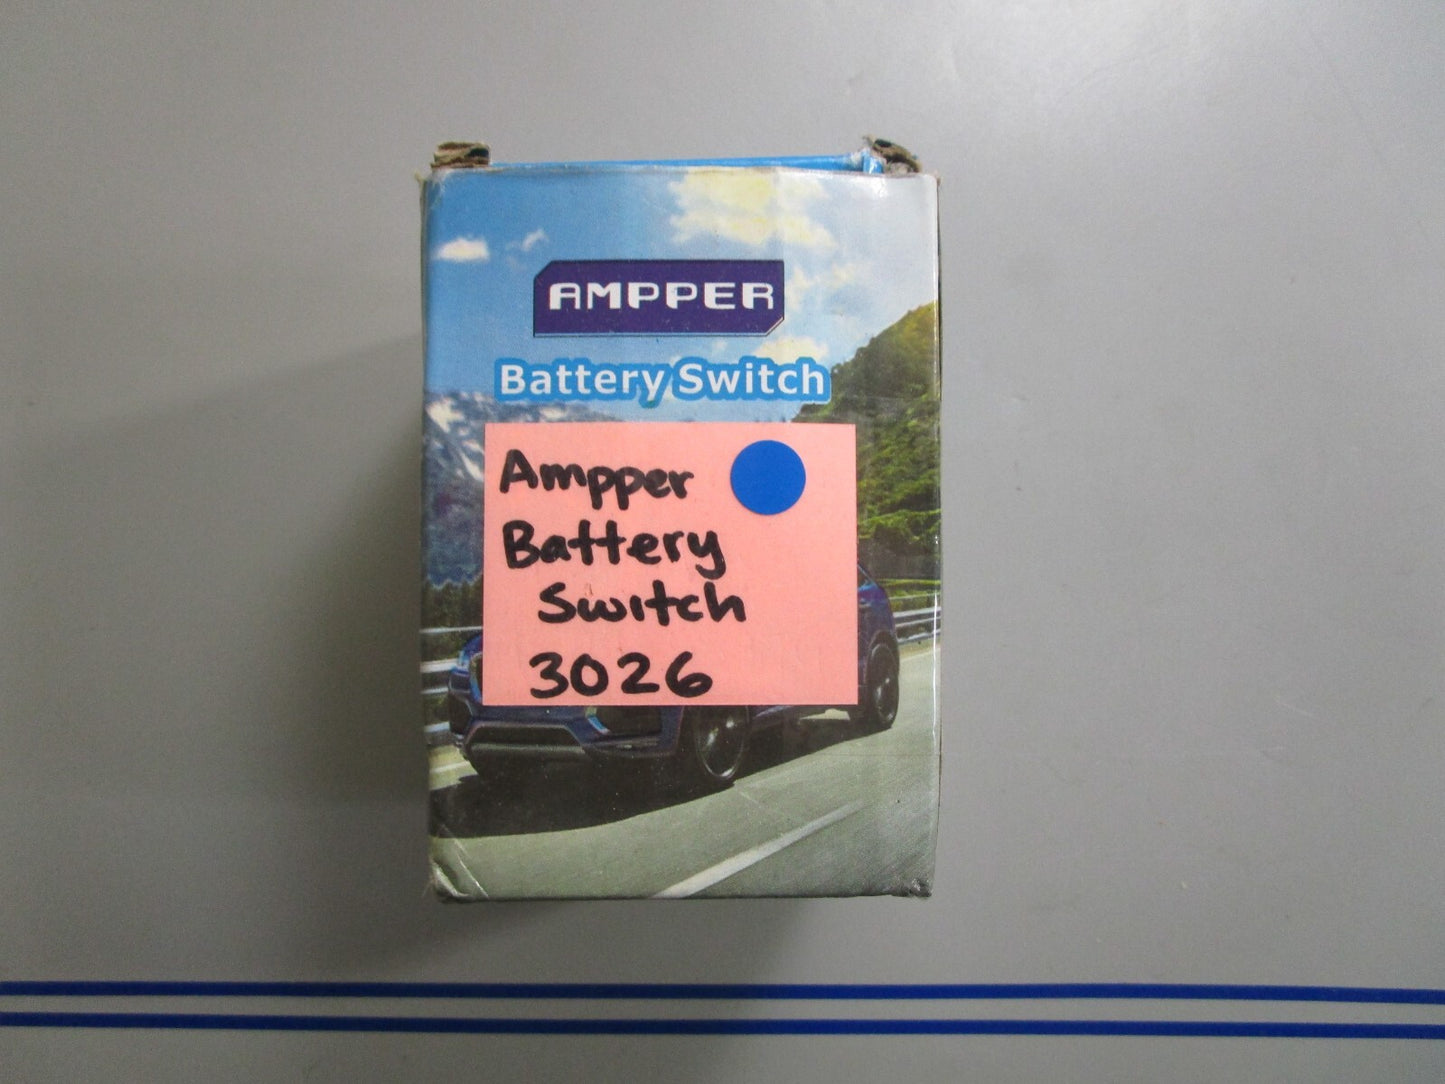 AMPPER
Battery Switch
Ampper
Battery
Switch
3026